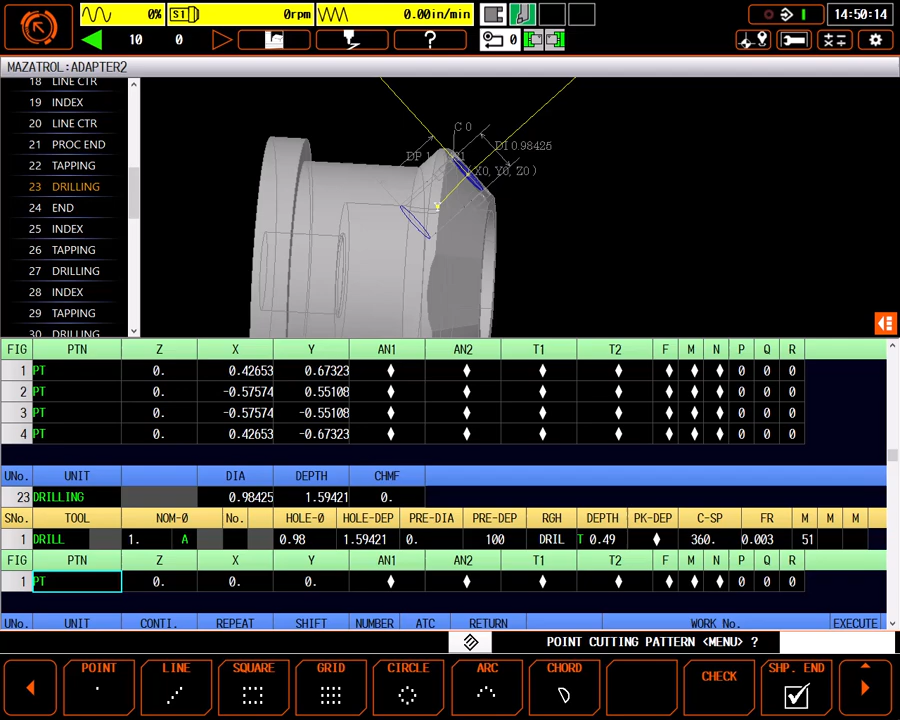 0% S1 0rpm 0.00in/min 14:50:14
10 0 ? 0
MAZATROL:ADAPTER2
18 LINE CTR
19 INDEX
20 LINE CTR
21 PROC END
22 TAPPING
23 DRILLING
24 END
25 INDEX
26 TAPPING
27 DRILLING
28 INDEX
29 TAPPING
30 DRILLING
C 0
DI 0.98425
DP 1
(X0, Y0, Z0 )
FIG PTN Z X Y AN1 AN2 T1 T2 F M N P Q R
1 PT 0. 0.42653 0.67323 ♦ ♦ ♦ ♦ ♦ ♦ ♦ 0 0 0
2 PT 0. -0.57574 0.55108 ♦ ♦ ♦ ♦ ♦ ♦ ♦ 0 0 0
3 PT 0. -0.57574 -0.55108 ♦ ♦ ♦ ♦ ♦ ♦ ♦ 0 0 0
4 PT 0. 0.42653 -0.67323 ♦ ♦ ♦ ♦ ♦ ♦ ♦ 0 0 0
UNo. UNIT DIA DEPTH CHMF
23 DRILLING 0.98425 1.59421 0.
SNo. TOOL NOM-Ø No. HOLE-Ø HOLE-DEP PRE-DIA PRE-DEP RGH DEPTH PK-DEP C-SP FR M M M
1 DRILL 1. A 0.98 1.59421 0. 100 DRIL T 0.49 ♦ 360. 0.003 51
FIG PTN Z X Y AN1 AN2 T1 T2 F M N P Q R
1 PT 0. 0. 0. ♦ ♦ ♦ ♦ ♦ ♦ ♦ 0 0 0
UNo. UNIT CONTI. REPEAT SHIFT NUMBER ATC RETURN WORK No. EXECUTE
POINT CUTTING PATTERN <MENU> ?
POINT LINE SQUARE GRID CIRCLE ARC CHORD CHECK SHP. END